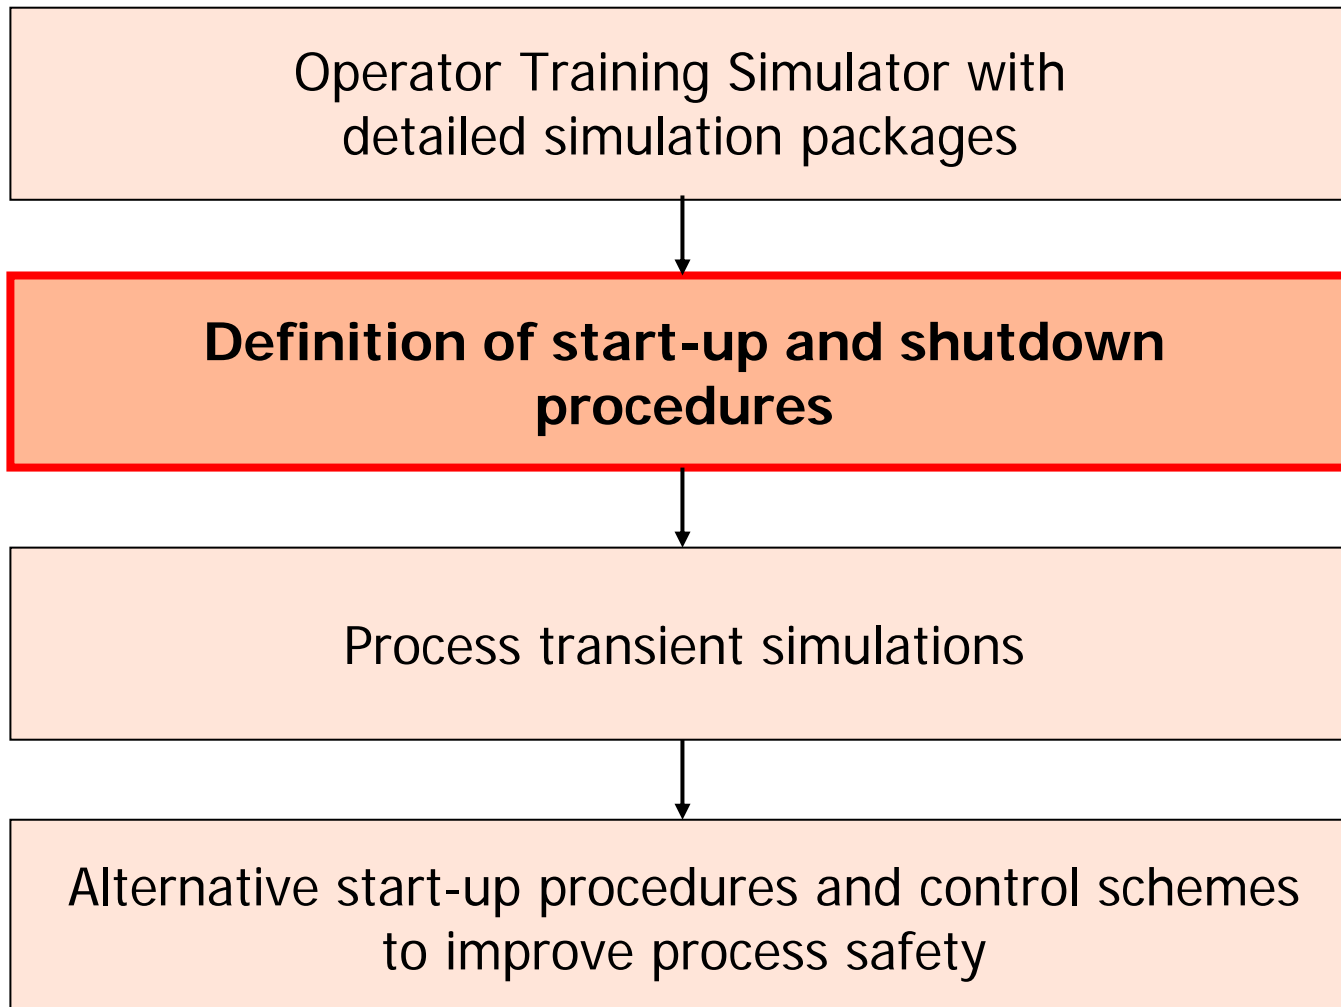 Operator Training Simulator with
detailed simulation packages
Definition of start-up and shutdown
procedures
Process transient simulations
Alternative start-up procedures and control schemes
to improve process safety